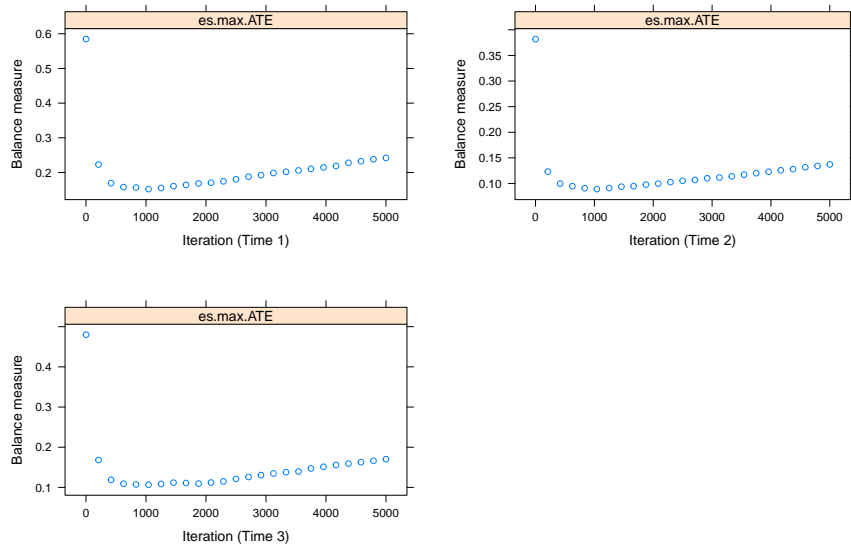 es.max.ATE
Balance measure
0.6
0.5
0.4
0.3
0.2
0 1000 2000 3000 4000 5000
Iteration (Time 1)
es.max.ATE
Balance measure
0.35
0.30
0.25
0.20
0.15
0.10
0 1000 2000 3000 4000 5000
Iteration (Time 2)
es.max.ATE
Balance measure
0.4
0.3
0.2
0.1
0 1000 2000 3000 4000 5000
Iteration (Time 3)